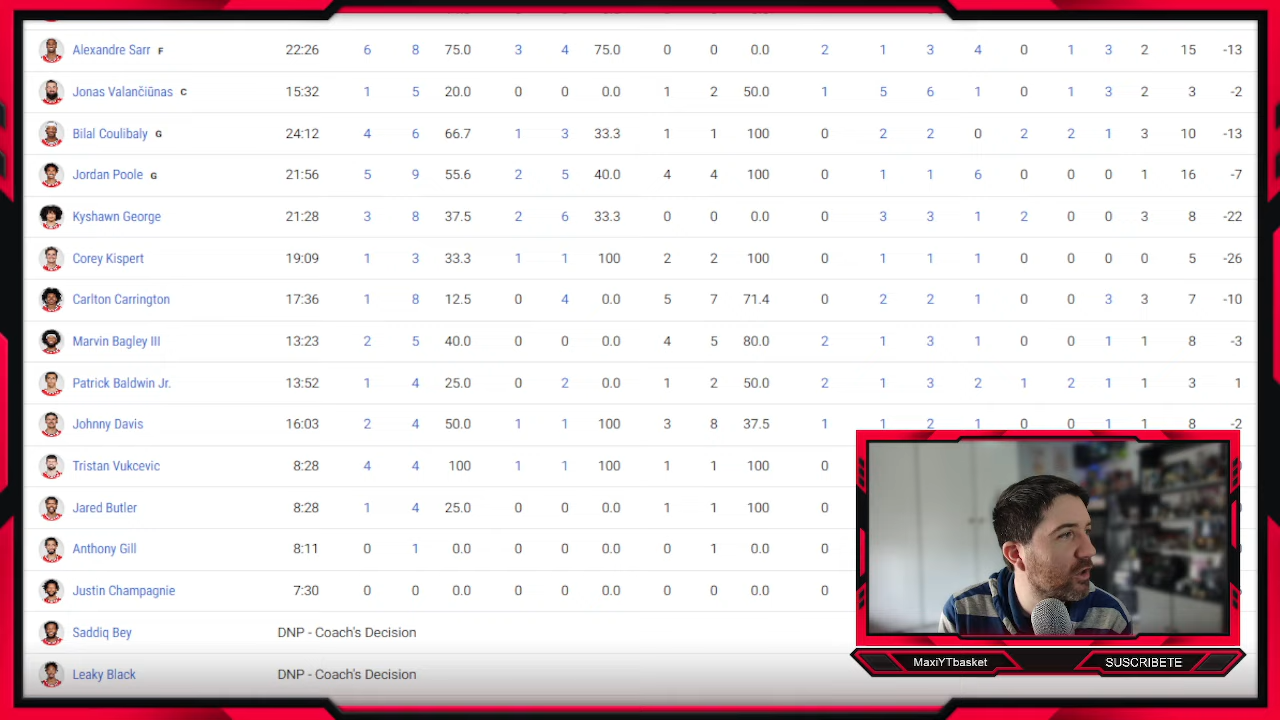 Alexandre Sarr F 22:26 6 8 75.0 3 4 75.0 0 0 0.0 2 1 3 4 0 1 3 2 15 -13
Jonas Valančiūnas C 15:32 1 5 20.0 0 0 0.0 1 2 50.0 1 5 6 1 0 1 3 2 3 -2
Bilal Coulibaly G 24:12 4 6 66.7 1 3 33.3 1 1 100 0 2 2 0 2 2 1 3 10 -13
Jordan Poole G 21:56 5 9 55.6 2 5 40.0 4 4 100 0 1 1 6 0 0 0 1 16 -7
Kyshawn George 21:28 3 8 37.5 2 6 33.3 0 0 0.0 0 3 3 1 2 0 0 3 8 -22
Corey Kispert 19:09 1 3 33.3 1 1 100 2 2 100 0 1 1 1 0 0 0 0 5 -26
Carlton Carrington 17:36 1 8 12.5 0 4 0.0 5 7 71.4 0 2 2 1 0 0 3 3 7 -10
Marvin Bagley III 13:23 2 5 40.0 0 0 0.0 4 5 80.0 2 1 3 1 0 0 1 1 8 -3
Patrick Baldwin Jr. 13:52 1 4 25.0 0 2 0.0 1 2 50.0 2 1 3 2 1 2 1 1 3 1
Johnny Davis 16:03 2 4 50.0 1 1 100 3 8 37.5 1 1 2 1 0 0 1 1 8 -2
Tristan Vukcevic 8:28 4 4 100 1 1 100 1 1 100 0
Jared Butler 8:28 1 4 25.0 0 0 0.0 1 1 100 0
Anthony Gill 8:11 0 1 0.0 0 0 0.0 0 1 0.0 0
Justin Champagnie 7:30 0 0 0.0 0 0 0.0 0 0 0.0 0
Saddiq Bey DNP - Coach's Decision
Leaky Black DNP - Coach's Decision
MaxiYTbasket SUSCRIBETE